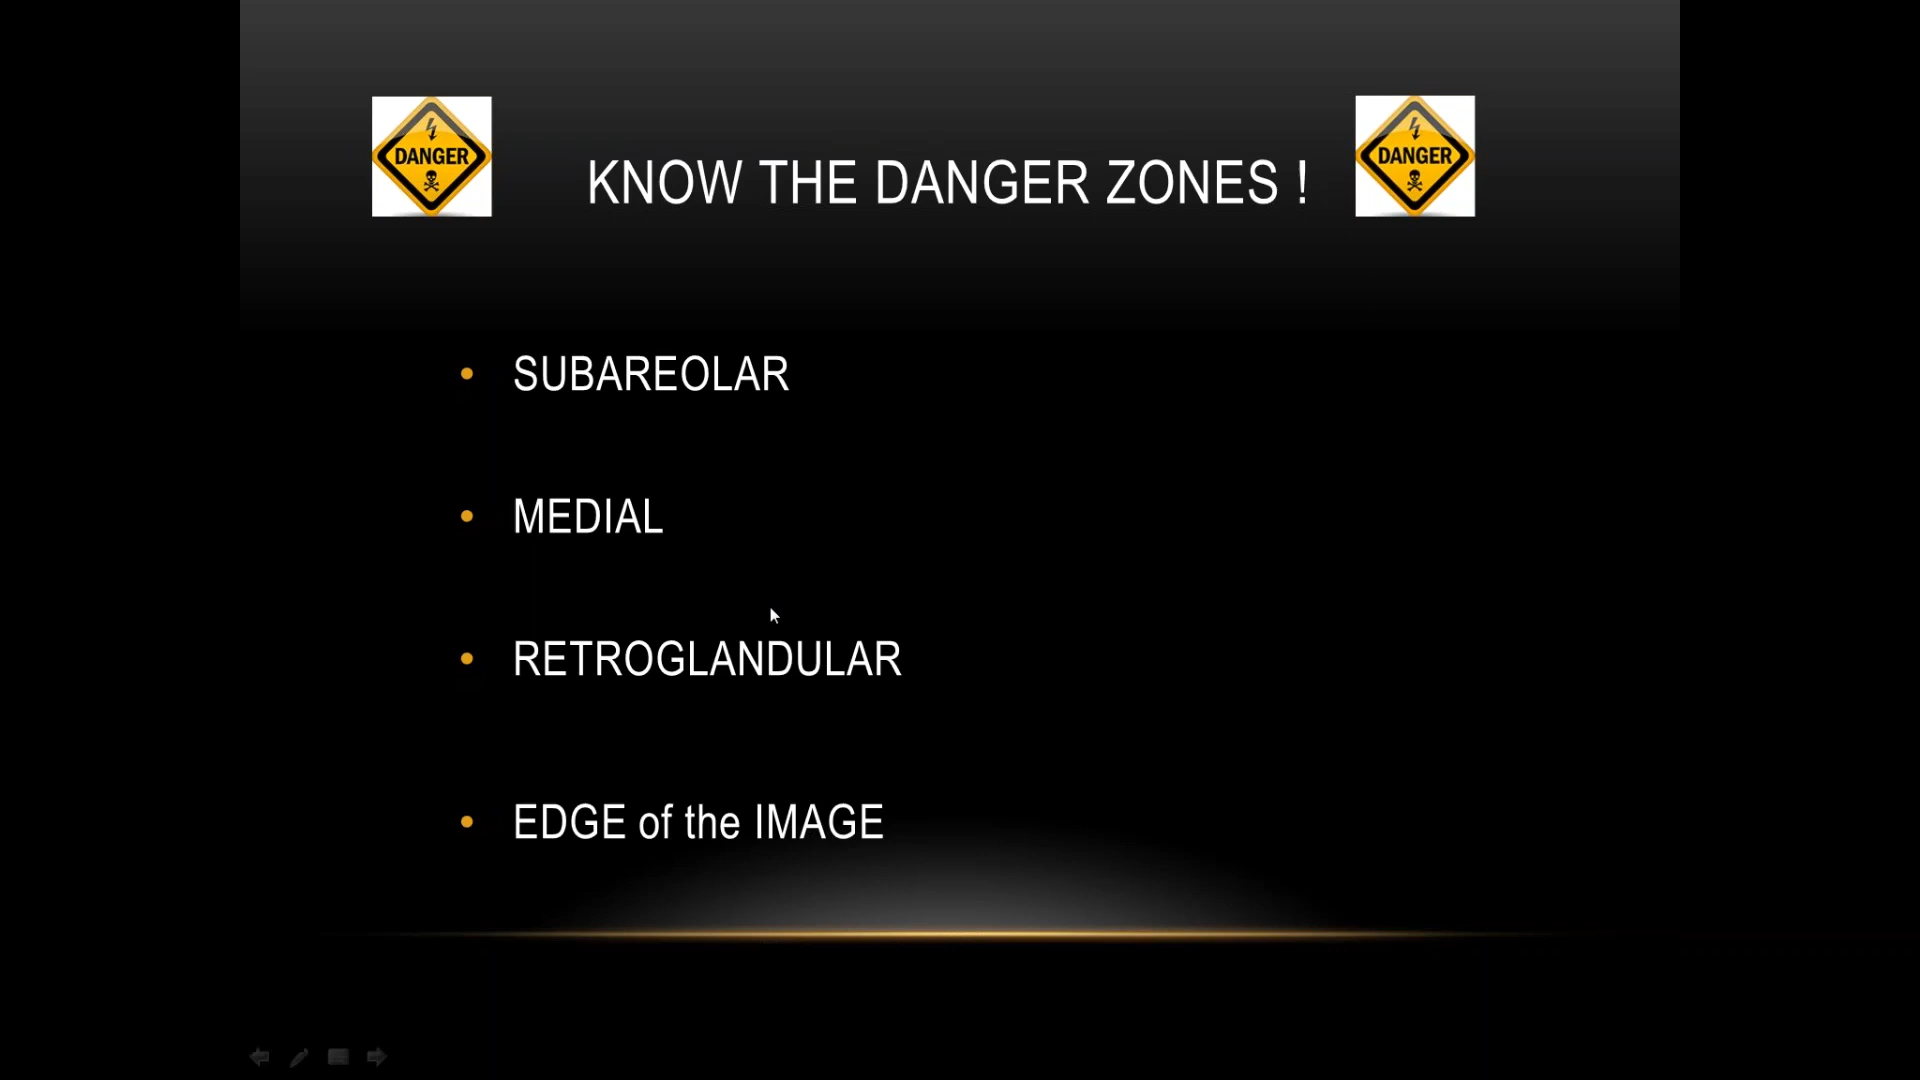 DANGER
KNOW THE DANGER ZONES !
DANGER
• SUBAREOLAR
• MEDIAL
• RETROGLANDULAR
• EDGE of the IMAGE